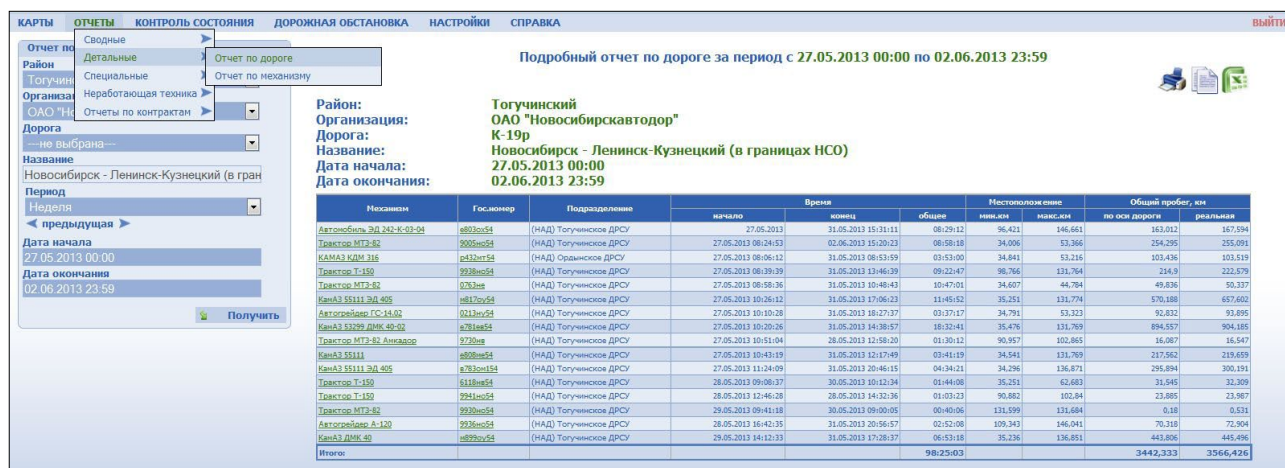 КАРТЫ ОТЧЕТЫ КОНТРОЛЬ СОСТОЯНИЯ ДОРОЖНАЯ ОБСТАНОВКА НАСТРОЙКИ СПРАВКА ВЫЙТИ
Сводные
Детальные
Специальные
Неработающая техника
Отчеты по контрактам
Отчет по дороге
Отчет по механизму
Отчет по
Район
Тогучин
Организа
ОАО "Но
Дорога
---не выбрана---
Название
Новосибирск - Ленинск-Кузнецкий (в гран
Период
Неделя
предыдущая
Дата начала
27.05.2013 00:00
Дата окончания
02.06.2013 23:59
Получить
Подробный отчет по дороге за период с 27.05.2013 00:00 по 02.06.2013 23:59
Район: Тогучинский
Организация: ОАО "Новосибирскавтодор"
Дорога: К-19р
Название: Новосибирск - Ленинск-Кузнецкий (в границах НСО)
Дата начала: 27.05.2013 00:00
Дата окончания: 02.06.2013 23:59
Механизм Гос.номер Подразделение Время Местоположение Общий пробег, км
начало конец общее мин.км макс.км по оси дороги реальная
Автомобиль ЭД 242-К-03-04 е803ох54 (НАД) Тогучинское ДРСУ 27.05.2013 31.05.2013 15:31:11 08:29:12 96,421 146,661 163,012 167,594
Трактор МТЗ-82 9005но54 (НАД) Тогучинское ДРСУ 27.05.2013 08:24:53 02.06.2013 15:20:23 08:58:18 34,006 53,366 254,295 255,091
КАМАЗ КДМ 316 р432мт54 (НАД) Ордынское ДРСУ 27.05.2013 08:06:12 31.05.2013 08:53:59 03:53:00 34,841 53,216 103,436 103,519
Трактор Т-150 9938но54 (НАД) Тогучинское ДРСУ 27.05.2013 08:39:39 31.05.2013 13:46:39 09:22:47 98,766 131,764 214,9 222,579
Трактор МТЗ-82 0763не (НАД) Тогучинское ДРСУ 27.05.2013 08:58:36 31.05.2013 10:48:43 10:47:01 34,607 44,784 49,836 50,337
КамАЗ 55111 ЭД 405 н817ру54 (НАД) Тогучинское ДРСУ 27.05.2013 10:26:12 31.05.2013 17:06:23 11:45:52 35,251 131,774 570,188 657,602
Автогрейдер ГС-14.02 0213ну54 (НАД) Тогучинское ДРСУ 27.05.2013 10:10:28 31.05.2013 18:27:37 03:37:17 34,791 53,323 92,832 93,895
КамАЗ 53299 ДМК 40-02 в781ев54 (НАД) Тогучинское ДРСУ 27.05.2013 10:20:26 31.05.2013 14:38:57 18:32:41 35,476 131,769 894,557 904,185
Трактор МТЗ-82 Амкадор 9730нв (НАД) Тогучинское ДРСУ 27.05.2013 10:51:04 28.05.2013 12:58:20 01:30:12 90,957 102,865 16,087 16,547
КамАЗ 55111 е808не54 (НАД) Тогучинское ДРСУ 27.05.2013 10:43:19 31.05.2013 12:17:49 03:41:19 34,541 131,769 217,562 219,659
КамАЗ 55111 ЭД 405 в783он154 (НАД) Тогучинское ДРСУ 27.05.2013 11:24:09 31.05.2013 20:46:15 04:34:21 34,296 136,871 295,894 300,191
Трактор Т-150 6118нв54 (НАД) Тогучинское ДРСУ 28.05.2013 09:08:37 30.05.2013 10:12:34 01:44:08 35,251 62,683 31,545 32,309
Трактор Т-150 9941но54 (НАД) Тогучинское ДРСУ 28.05.2013 12:46:28 28.05.2013 14:32:36 01:03:23 90,882 102,84 23,885 23,987
Трактор МТЗ-82 9930но54 (НАД) Тогучинское ДРСУ 29.05.2013 09:41:18 30.05.2013 09:00:05 00:40:06 131,599 131,684 0,18 0,531
Автогрейдер А-120 9936но54 (НАД) Тогучинское ДРСУ 28.05.2013 16:42:35 31.05.2013 20:56:57 02:52:08 109,343 146,041 70,318 72,904
КамАЗ ДМК 40 н899оу54 (НАД) Тогучинское ДРСУ 29.05.2013 14:12:33 31.05.2013 17:28:37 06:53:18 35,236 136,851 443,806 445,496
Итого: 98:25:03 3442,333 3566,426